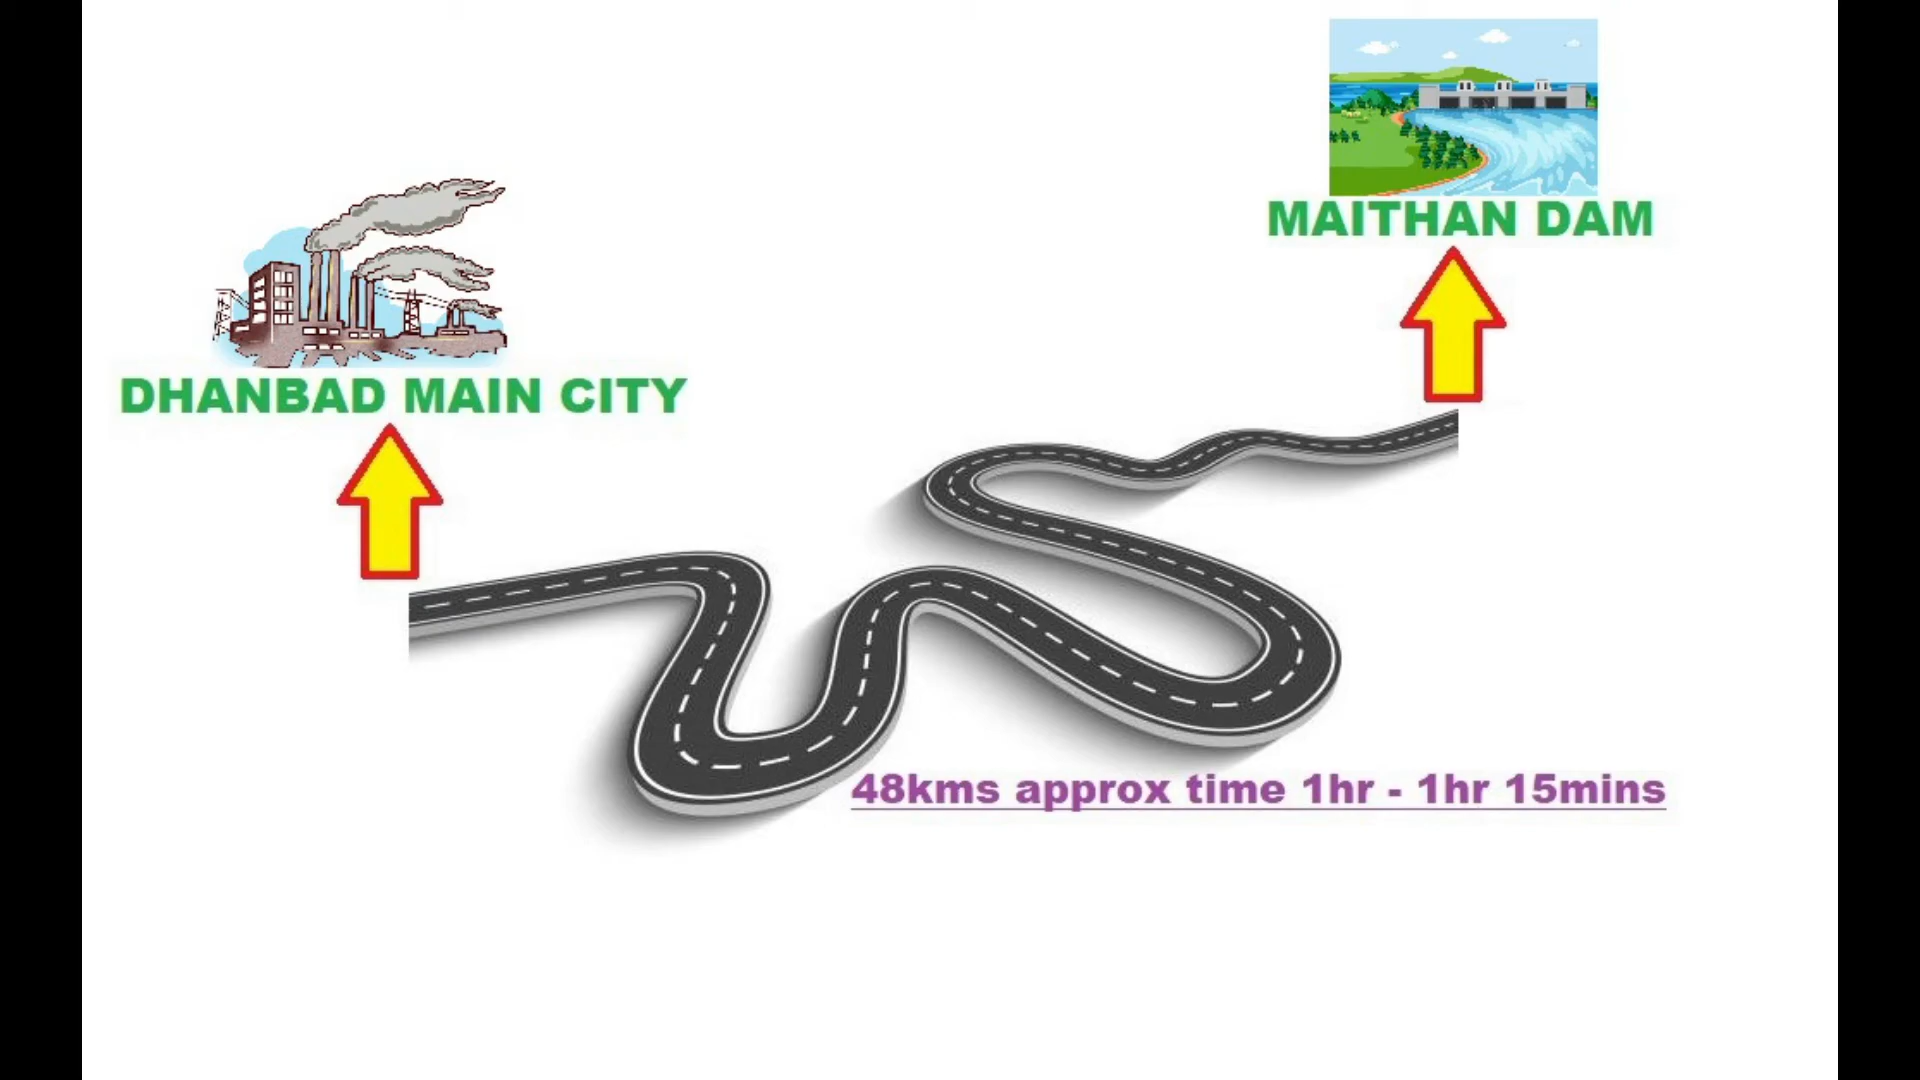 MAITHAN DAM
DHANBAD MAIN CITY
48kms approx time 1hr - 1hr 15mins